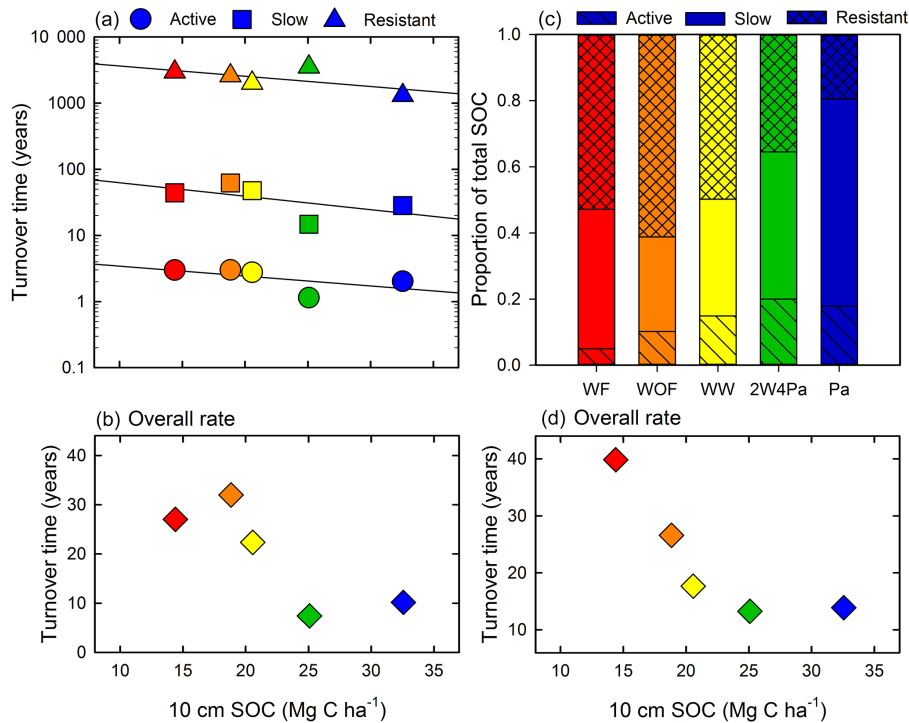 (a) Active Slow Resistant
10 000
1000
100
10
1
0.1
Turnover time (years)
(c) Active Slow Resistant
1.0
0.8
0.6
0.4
0.2
0.0
Proportion of total SOC
WF WOF WW 2W4Pa Pa
(b) Overall rate
40
30
20
10
0
Turnover time (years)
10 15 20 25 30 35
10 cm SOC (Mg C ha⁻¹)
(d) Overall rate
40
30
20
10
Turnover time (years)
10 15 20 25 30 35
10 cm SOC (Mg C ha⁻¹)